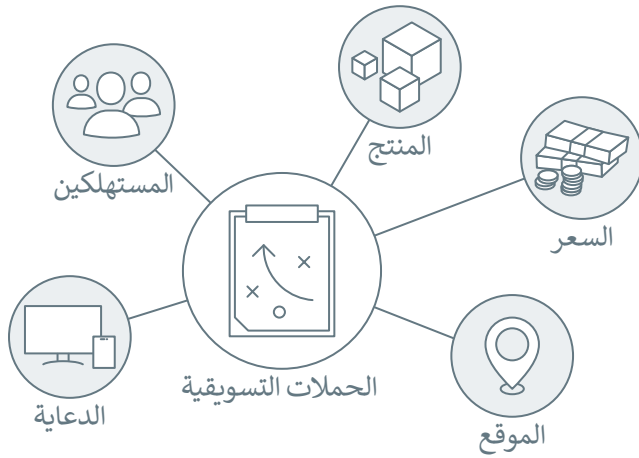 المنتج
المستهلكين
السعر
الحملات التسويقية
الدعاية
الموقع